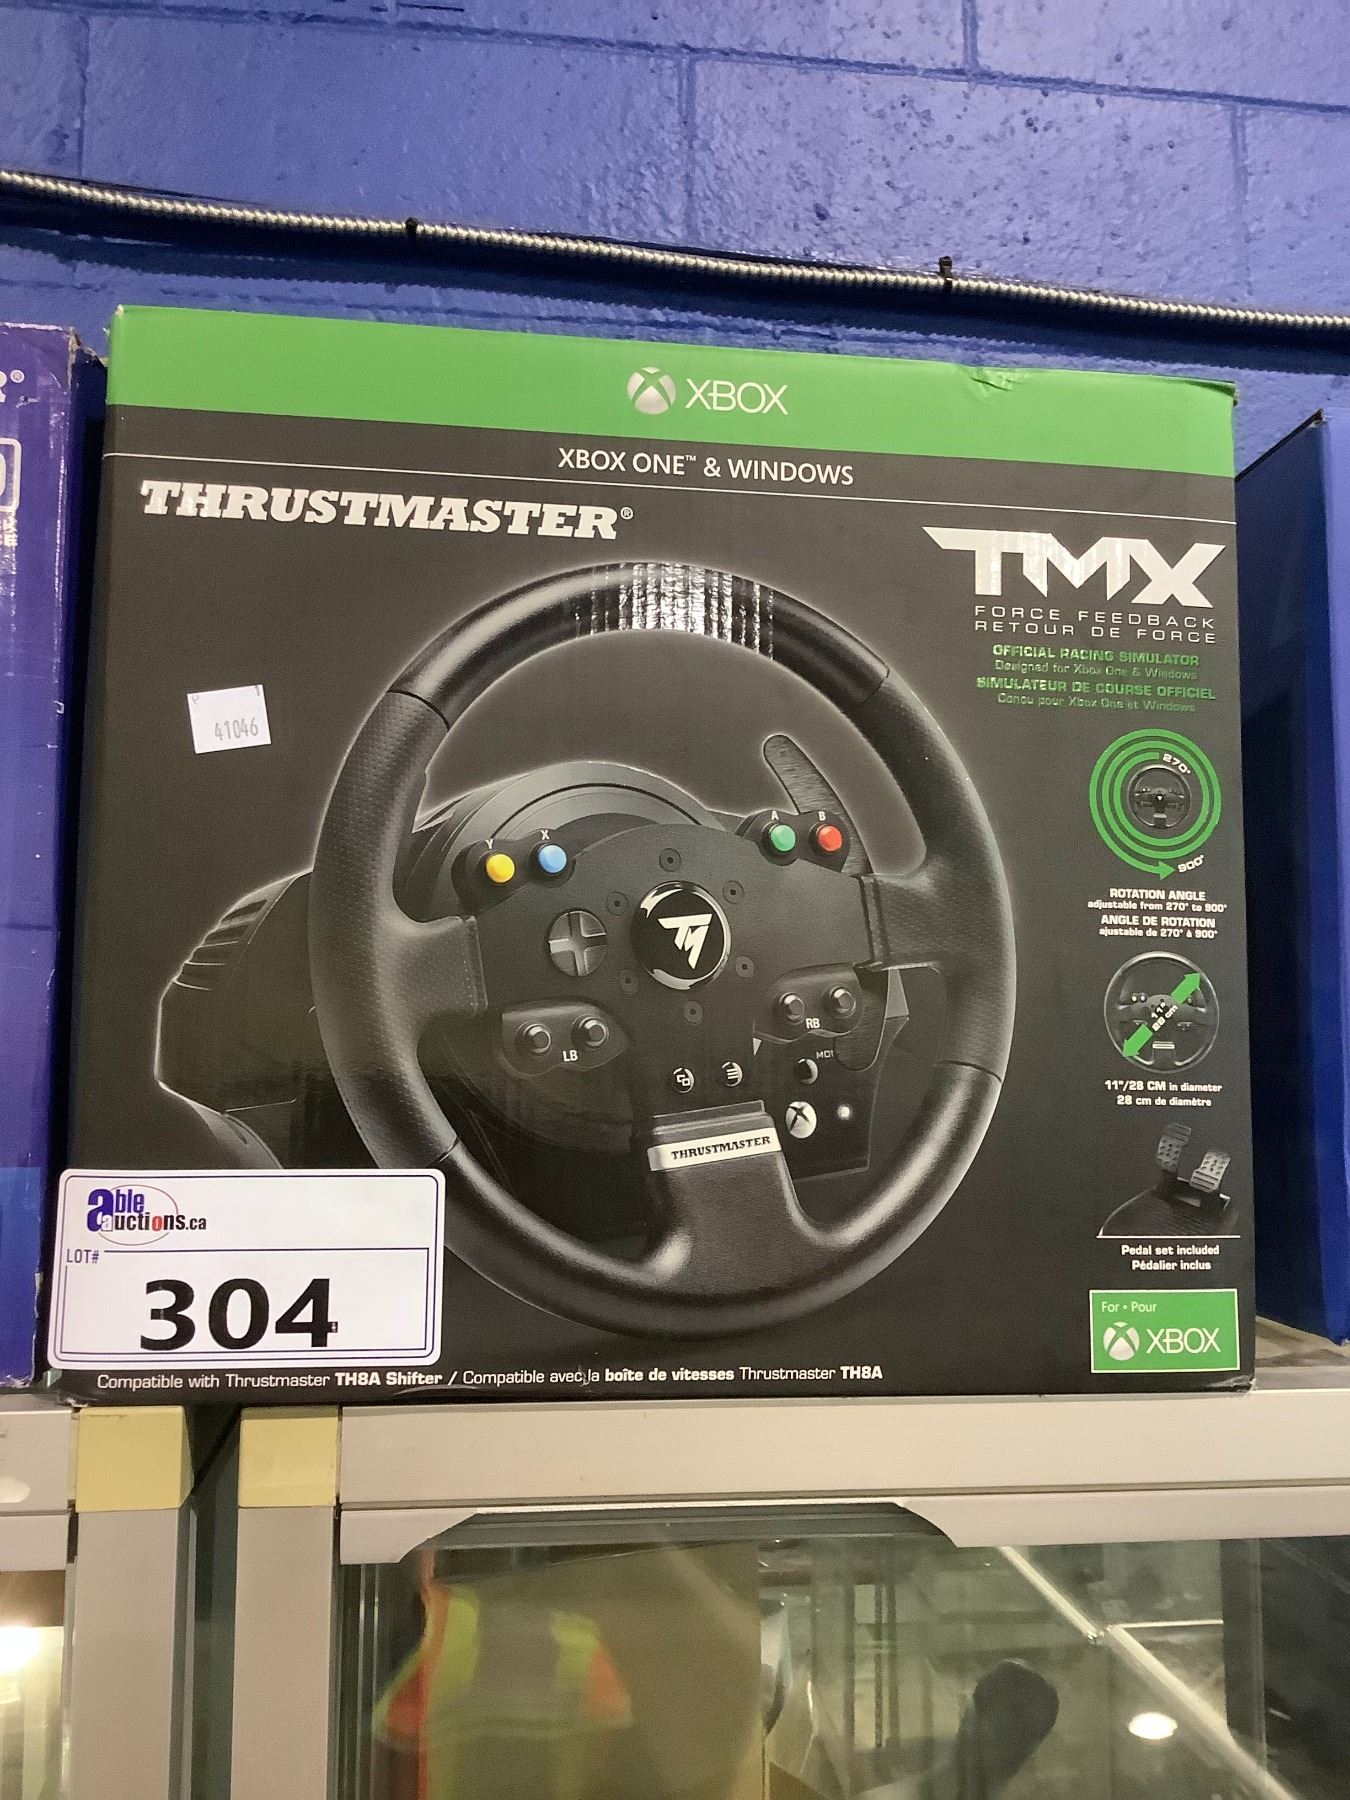 XBOX
XBOX ONE™ & WINDOWS
THRUSTMASTER®
TMX
FORCE FEEDBACK
RETOUR DE FORCE
OFFICIAL RACING SIMULATOR
Designed for Xbox One & Windows
SIMULATEUR DE COURSE OFFICIEL
Conçu pour Xbox One et Windows
41046
270°
900°
ROTATION ANGLE
adjustable from 270° to 900°
ANGLE DE ROTATION
ajustable de 270° à 900°
Y
X
A
B
TM
LB
RB
THRUSTMASTER
11"
28 cm
11"/28 CM in diameter
28 cm de diamètre
Pedal set included
Pédalier inclus
For • Pour
XBOX
able
auctions.ca
LOT#
304
Compatible with Thrustmaster TH8A Shifter / Compatible avec la boîte de vitesses Thrustmaster TH8A